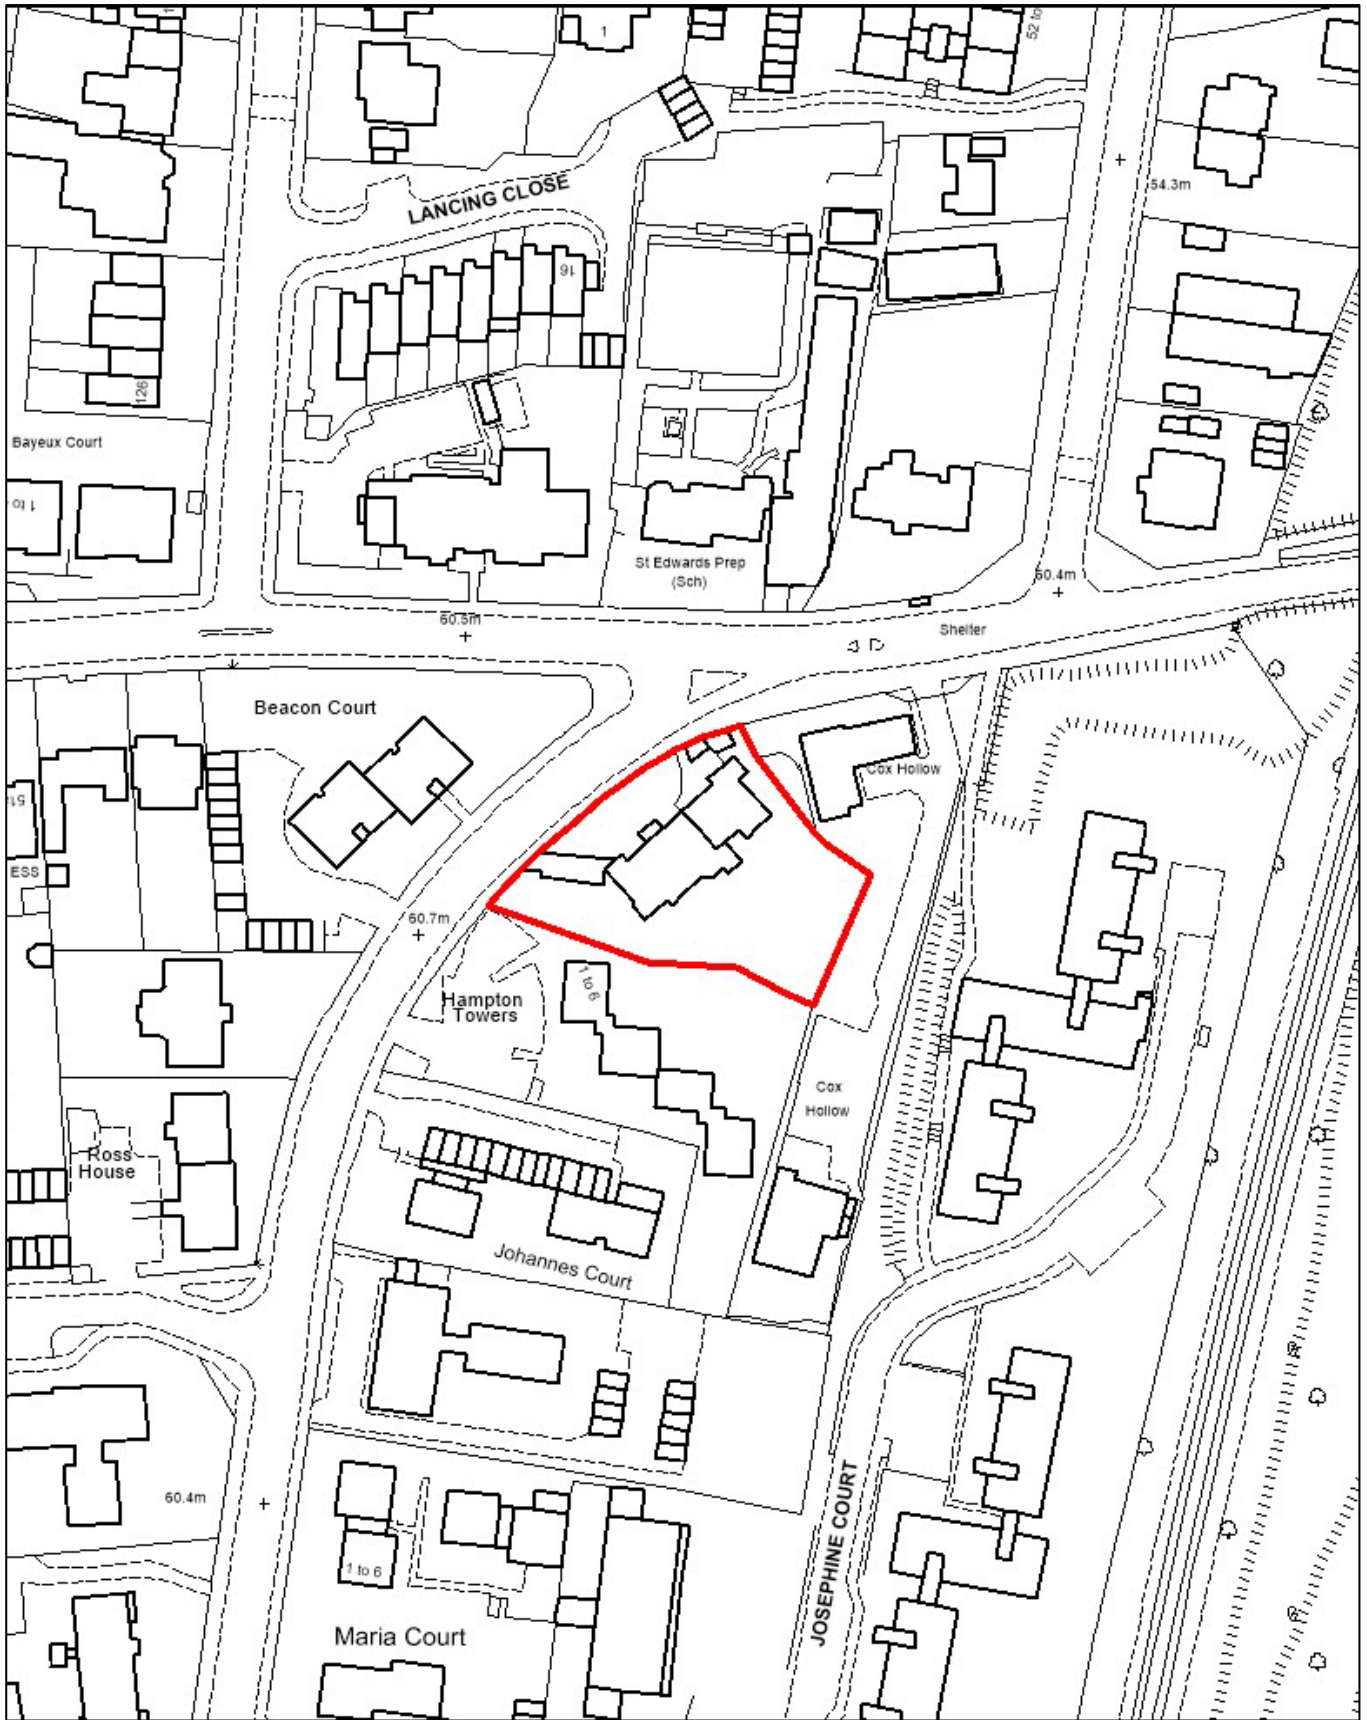 1
52 to
54.3m
LANCING CLOSE
16
126
Bayeux Court
1 to
St Edwards Prep
(Sch)
60.4m
60.5m
Shelter
Beacon Court
Cox Hollow
51
ESS
60.7m
1 to 6
Hampton
Towers
Cox
Hollow
Ross
House
Johannes Court
60.4m
JOSEPHINE COURT
1 to 6
Maria Court